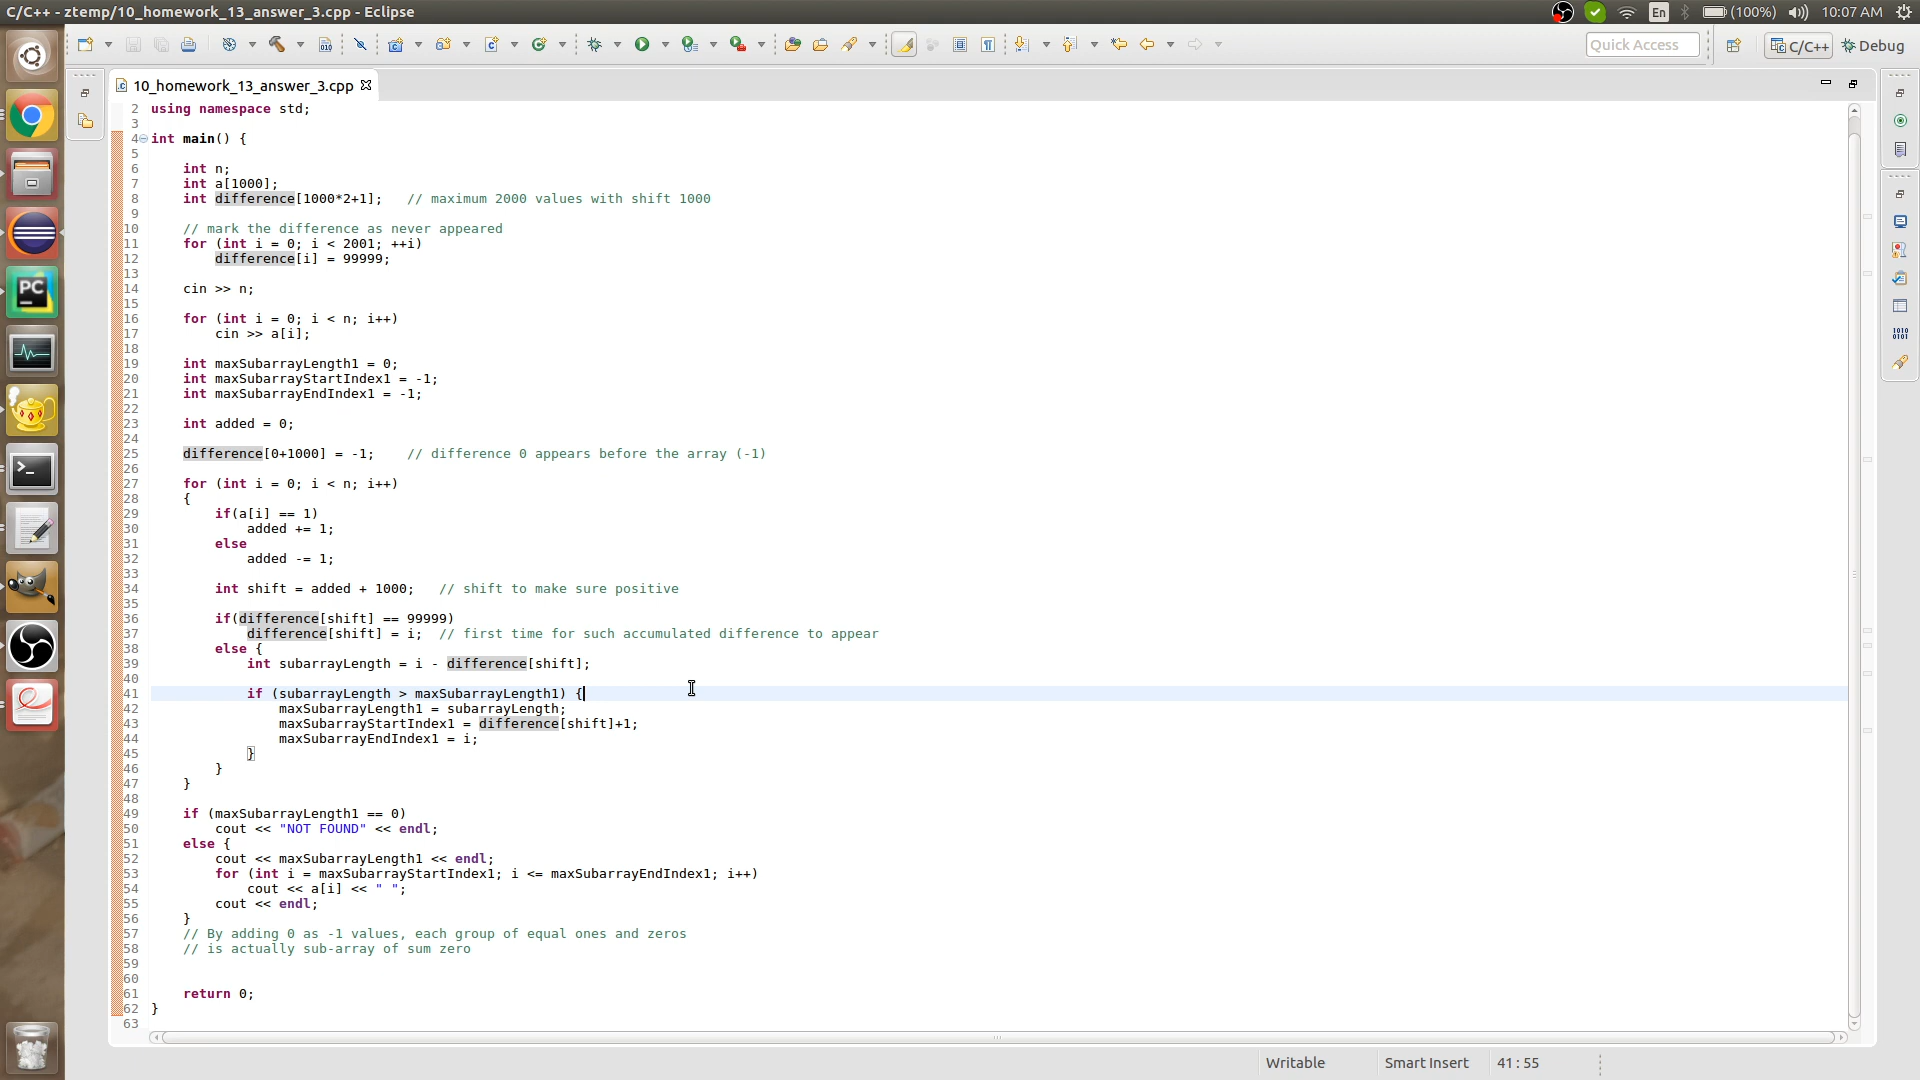 C/C++ - ztemp/10_homework_13_answer_3.cpp - Eclipse
En
(100%)
10:07 AM
010
Quick Access
C/C++
Debug
10_homework_13_answer_3.cpp
PC
2 using namespace std;
3
4 int main() {
5
6     int n;
7     int a[1000];
8     int difference[1000*2+1];   // maximum 2000 values with shift 1000
9
10     // mark the difference as never appeared
11     for (int i = 0; i < 2001; ++i)
12         difference[i] = 99999;
13
14     cin >> n;
15
16     for (int i = 0; i < n; i++)
17         cin >> a[i];
18
19     int maxSubarrayLength1 = 0;
20     int maxSubarrayStartIndex1 = -1;
21     int maxSubarrayEndIndex1 = -1;
22
23     int added = 0;
24
25     difference[0+1000] = -1;    // difference 0 appears before the array (-1)
26
27     for (int i = 0; i < n; i++)
28     {
29         if(a[i] == 1)
30             added += 1;
31         else
32             added -= 1;
33
34         int shift = added + 1000;   // shift to make sure positive
35
36         if(difference[shift] == 99999)
37             difference[shift] = i;  // first time for such accumulated difference to appear
38         else {
39             int subarrayLength = i - difference[shift];
40
41             if (subarrayLength > maxSubarrayLength1) {
42                 maxSubarrayLength1 = subarrayLength;
43                 maxSubarrayStartIndex1 = difference[shift]+1;
44                 maxSubarrayEndIndex1 = i;
45             }
46         }
47     }
48
49     if (maxSubarrayLength1 == 0)
50         cout << "NOT FOUND" << endl;
51     else {
52         cout << maxSubarrayLength1 << endl;
53         for (int i = maxSubarrayStartIndex1; i <= maxSubarrayEndIndex1; i++)
54             cout << a[i] << " ";
55         cout << endl;
56     }
57     // By adding 0 as -1 values, each group of equal ones and zeros
58     // is actually sub-array of sum zero
59
60
61     return 0;
62 }
63
Writable
Smart Insert
41 : 55